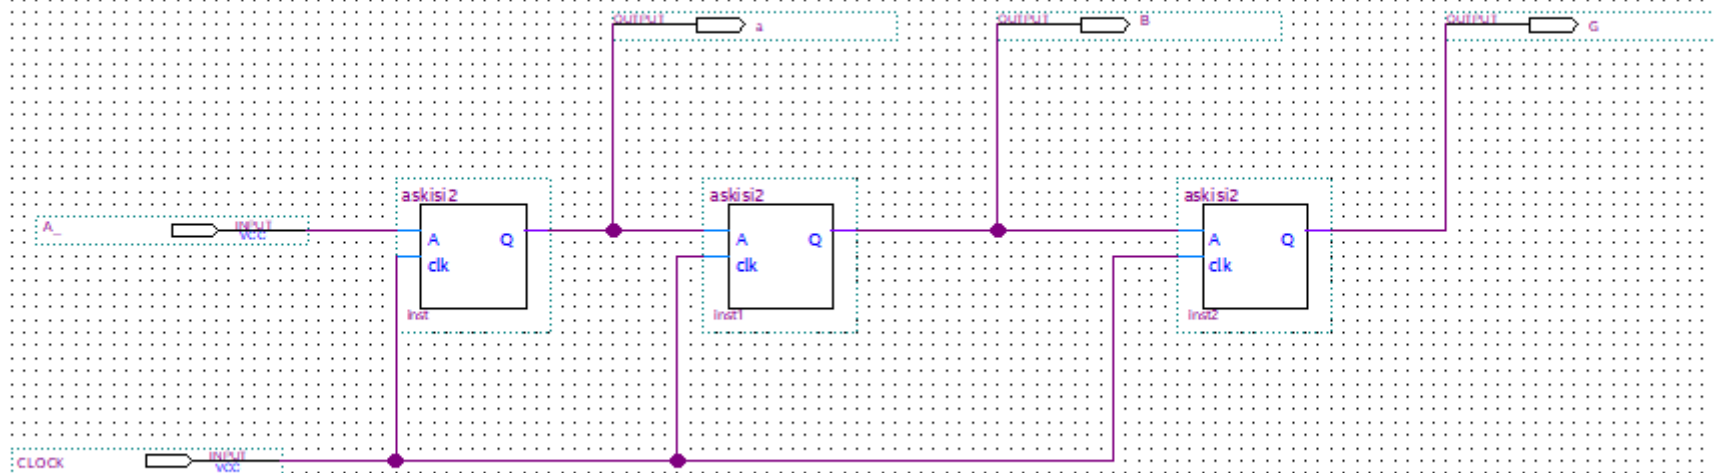 OUTPUT a
OUTPUT B
OUTPUT G
askisi2
askisi2
askisi2
A_ INPUT
VCC
A Q
clk
A Q
clk
A Q
clk
inst
inst1
inst2
CLOCK INPUT
VCC